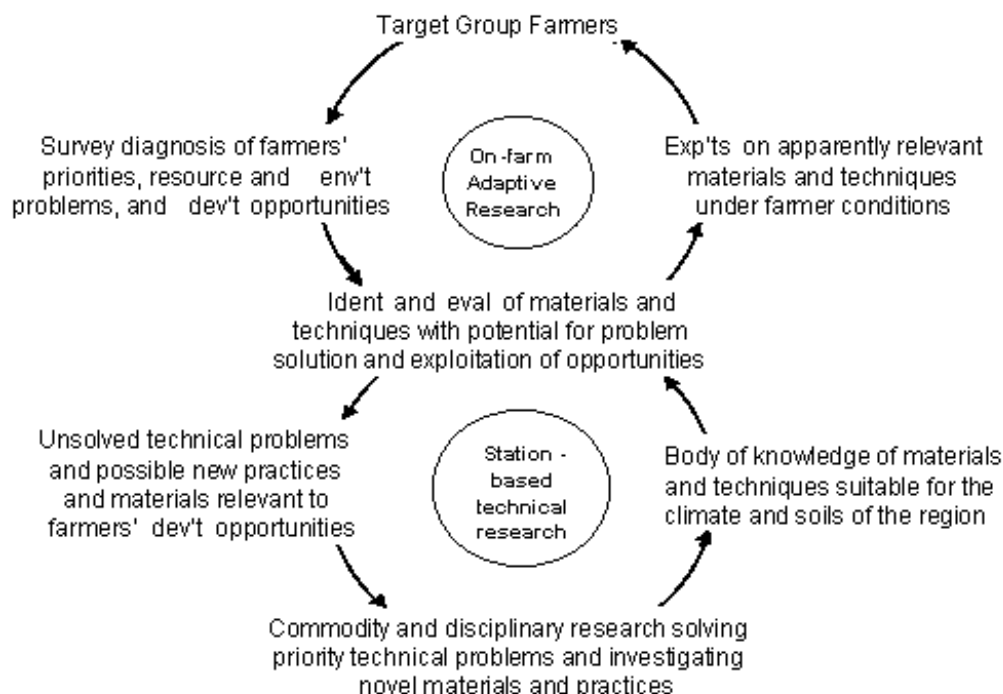 Target Group Farmers
Survey diagnosis of farmers'
priorities, resource and env't
problems, and dev't opportunities
On -farm
Adaptive
Research
Exp'ts on apparently relevant
materials and techniques
under farmer conditions
Ident and eval of materials and
techniques with potential for problem
solution and exploitation of opportunities
Unsolved technical problems
and possible new practices
and materials relevant to
farmers' dev't opportunities
Station -
based
technical
research
Body of knowledge of materials
and techniques suitable for the
climate and soils of the region
Commodity and disciplinary research solving
priority technical problems and investigating
novel materials and practices